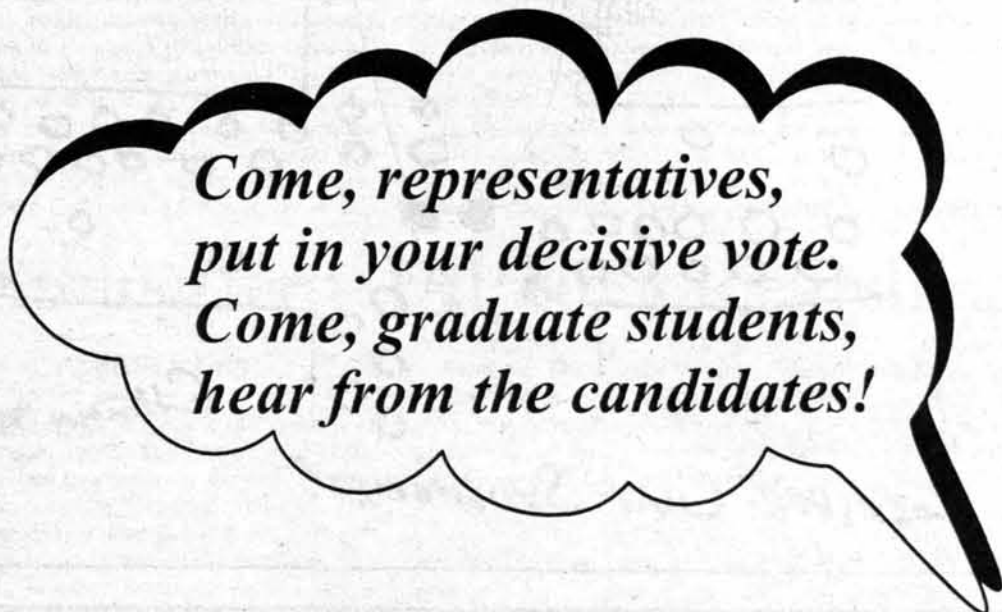 Come, representatives,
put in your decisive vote.
Come, graduate students,
hear from the candidates!